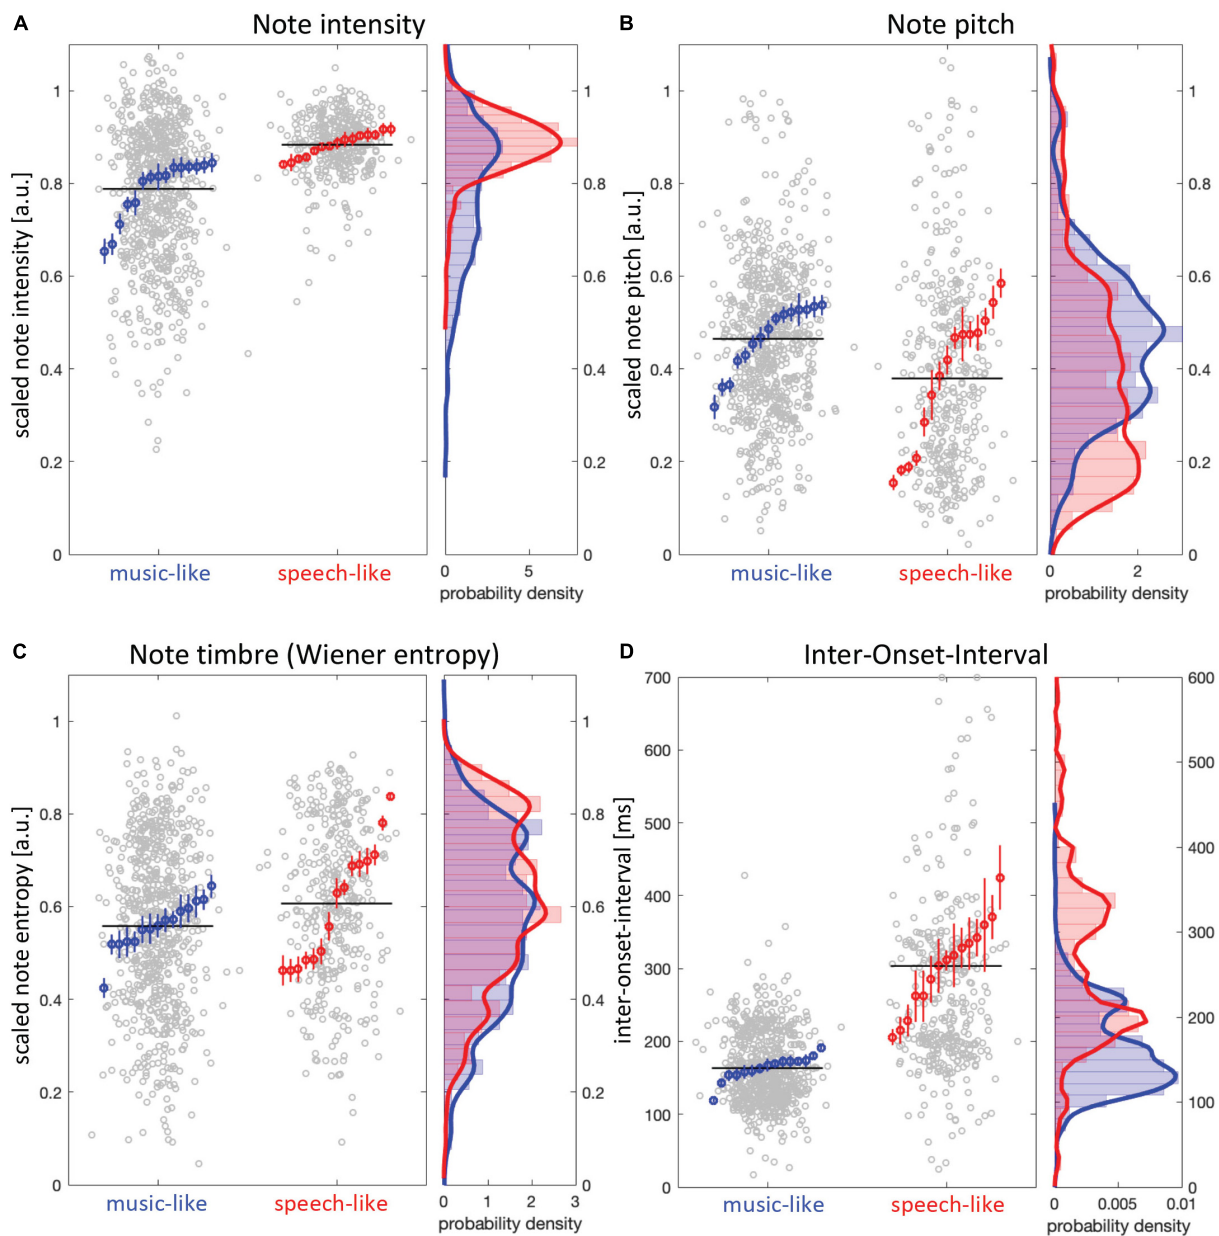 A Note intensity
scaled note intensity [a.u.]
1
0.8
0.6
0.4
0.2
0
music-like speech-like
1
0.8
0.6
0.4
0.2
0
0 5
probability density
B Note pitch
scaled note pitch [a.u.]
1
0.8
0.6
0.4
0.2
0
music-like speech-like
1
0.8
0.6
0.4
0.2
0
0 2
probability density
C Note timbre (Wiener entropy)
scaled note entropy [a.u.]
1
0.8
0.6
0.4
0.2
0
music-like speech-like
1
0.8
0.6
0.4
0.2
0
0 1 2 3
probability density
D Inter-Onset-Interval
inter-onset-interval [ms]
700
600
500
400
300
200
100
0
music-like speech-like
600
500
400
300
200
100
0
0 0.005 0.01
probability density